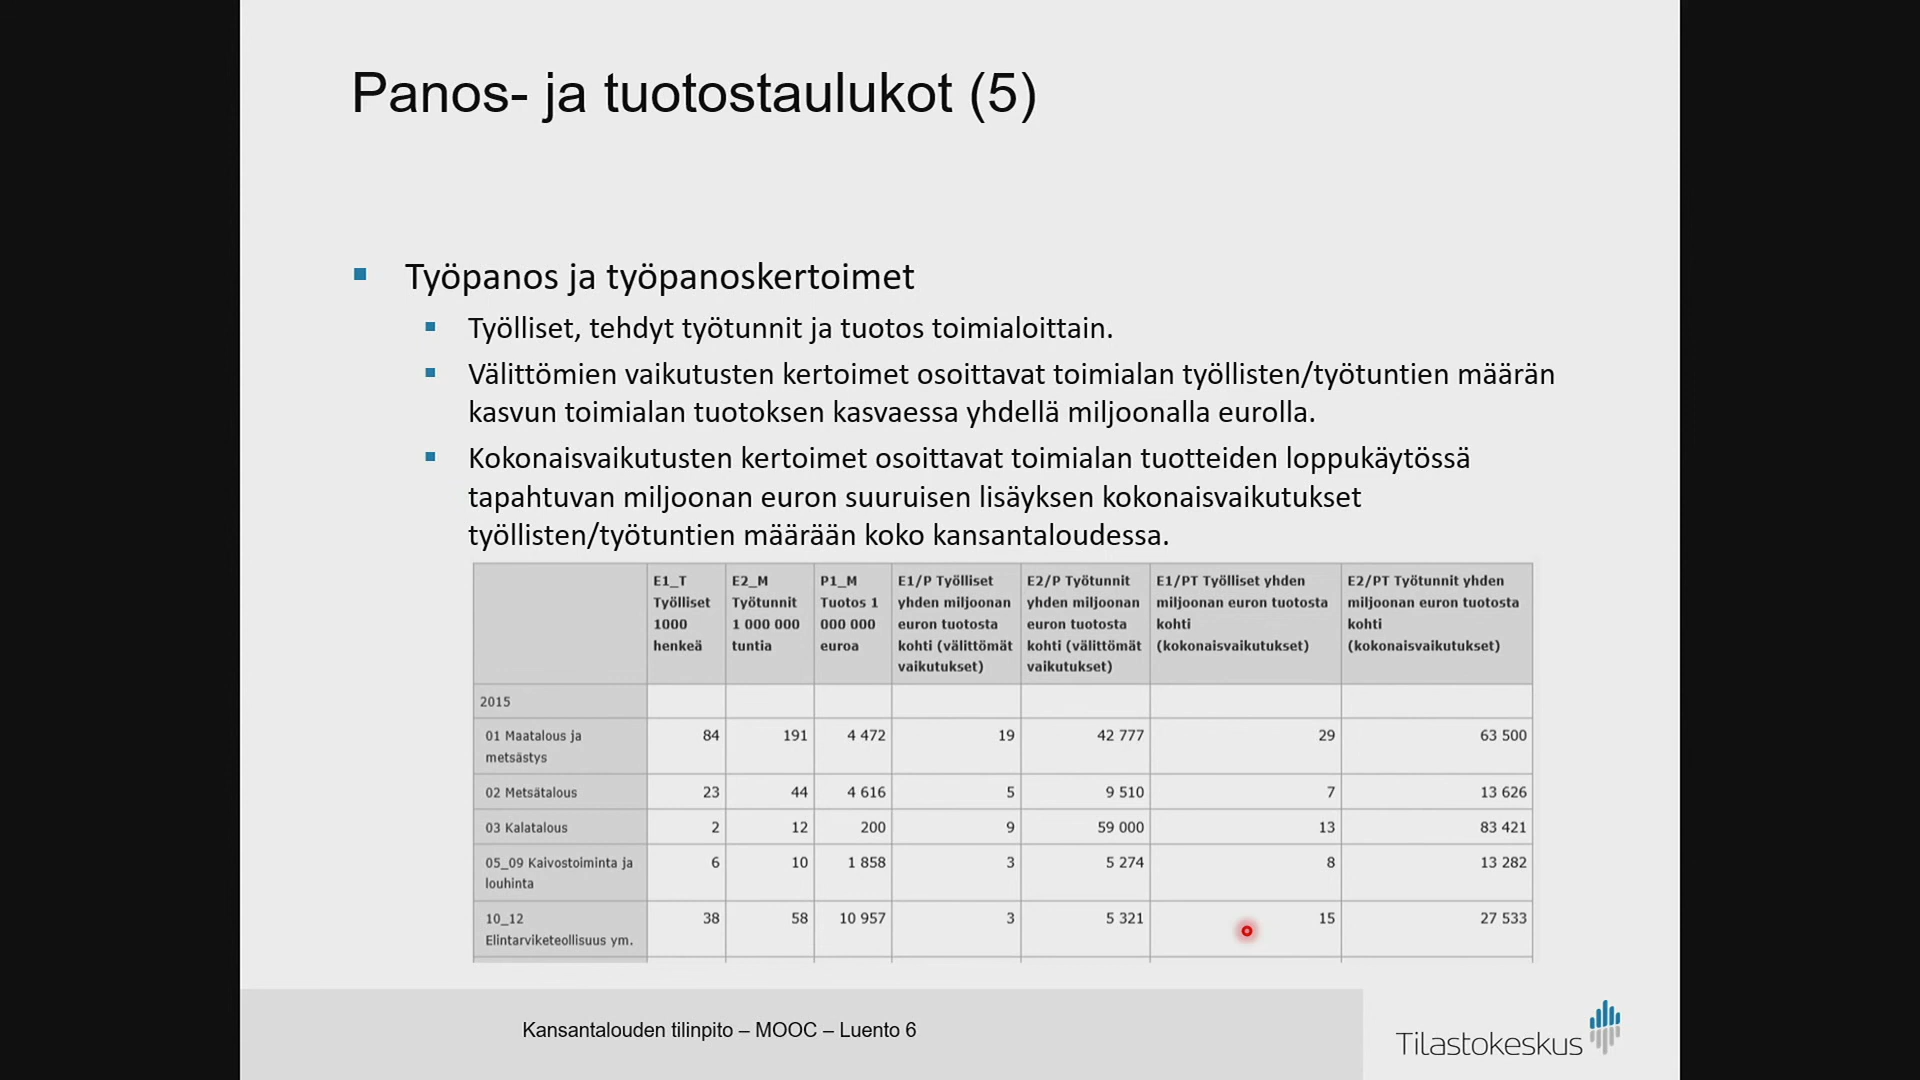 Panos- ja tuotostaulukot (5)
Työpanos ja työpanoskertoimet
Työlliset, tehdyt työtunnit ja tuotos toimialoittain.
Välittömien vaikutusten kertoimet osoittavat toimialan työllisten/työtuntien määrän
kasvun toimialan tuotoksen kasvaessa yhdellä miljoonalla eurolla.
Kokonaisvaikutusten kertoimet osoittavat toimialan tuotteiden loppukäytössä
tapahtuvan miljoonan euron suuruisen lisäyksen kokonaisvaikutukset
työllisten/työtuntien määrään koko kansantaloudessa.
E1_T
Työlliset
1000
henkeä
E2_M
Työtunnit
1 000 000
tuntia
P1_M
Tuotos 1
000 000
euroa
E1/P Työlliset
yhden miljoonan
euron tuotosta
kohti (välittömät
vaikutukset)
E2/P Työtunnit
yhden miljoonan
euron tuotosta
kohti (välittömät
vaikutukset)
E1/PT Työlliset yhden
miljoonan euron tuotosta
kohti
(kokonaisvaikutukset)
E2/PT Työtunnit yhden
miljoonan euron tuotosta
kohti
(kokonaisvaikutukset)
2015
01 Maatalous ja
metsästys
84 191 4 472 19 42 777 29 63 500
02 Metsätalous 23 44 4 616 5 9 510 7 13 626
03 Kalatalous 2 12 200 9 59 000 13 83 421
05_09 Kaivostoiminta ja
louhinta
6 10 1 858 3 5 274 8 13 282
10_12
Elintarviketeollisuus ym.
38 58 10 957 3 5 321 15 27 533
Kansantalouden tilinpito – MOOC – Luento 6
Tilastokeskus